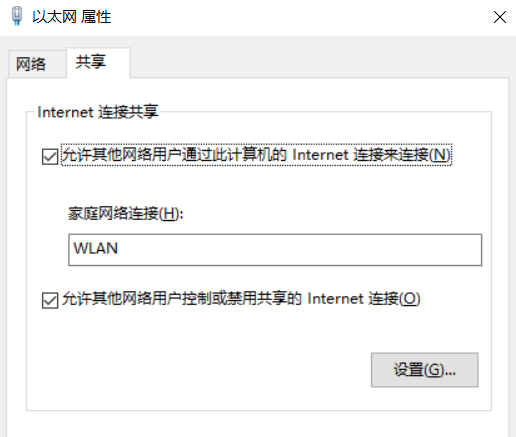 以太网 属性
网络
共享
Internet 连接共享
允许其他网络用户通过此计算机的 Internet 连接来连接(N)
家庭网络连接(H):
WLAN
允许其他网络用户控制或禁用共享的 Internet 连接(O)
设置(G)...